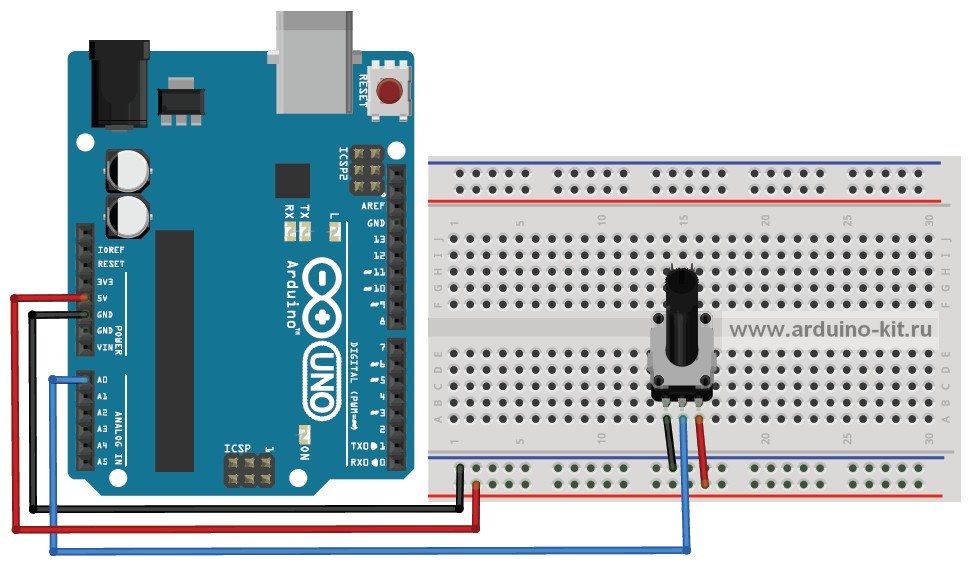 RESET
ICSP2
AREF
GND
13
12
~11
~10
~9
8
7
~6
~5
4
~3
2
TX0▶1
RX0◀0
DIGITAL (PWM=~)
L
TX
RX
Arduino™
UNO
ON
ICSP
1
IOREF
RESET
3V3
5V
GND
GND
VIN
POWER
A0
A1
A2
A3
A4
A5
ANALOG IN
1 5 10 15 20 25 30
J J
I I
H H
G G
F F
www.arduino-kit.ru
E E
D D
C C
B B
A A
1 5 10 15 20 25 30